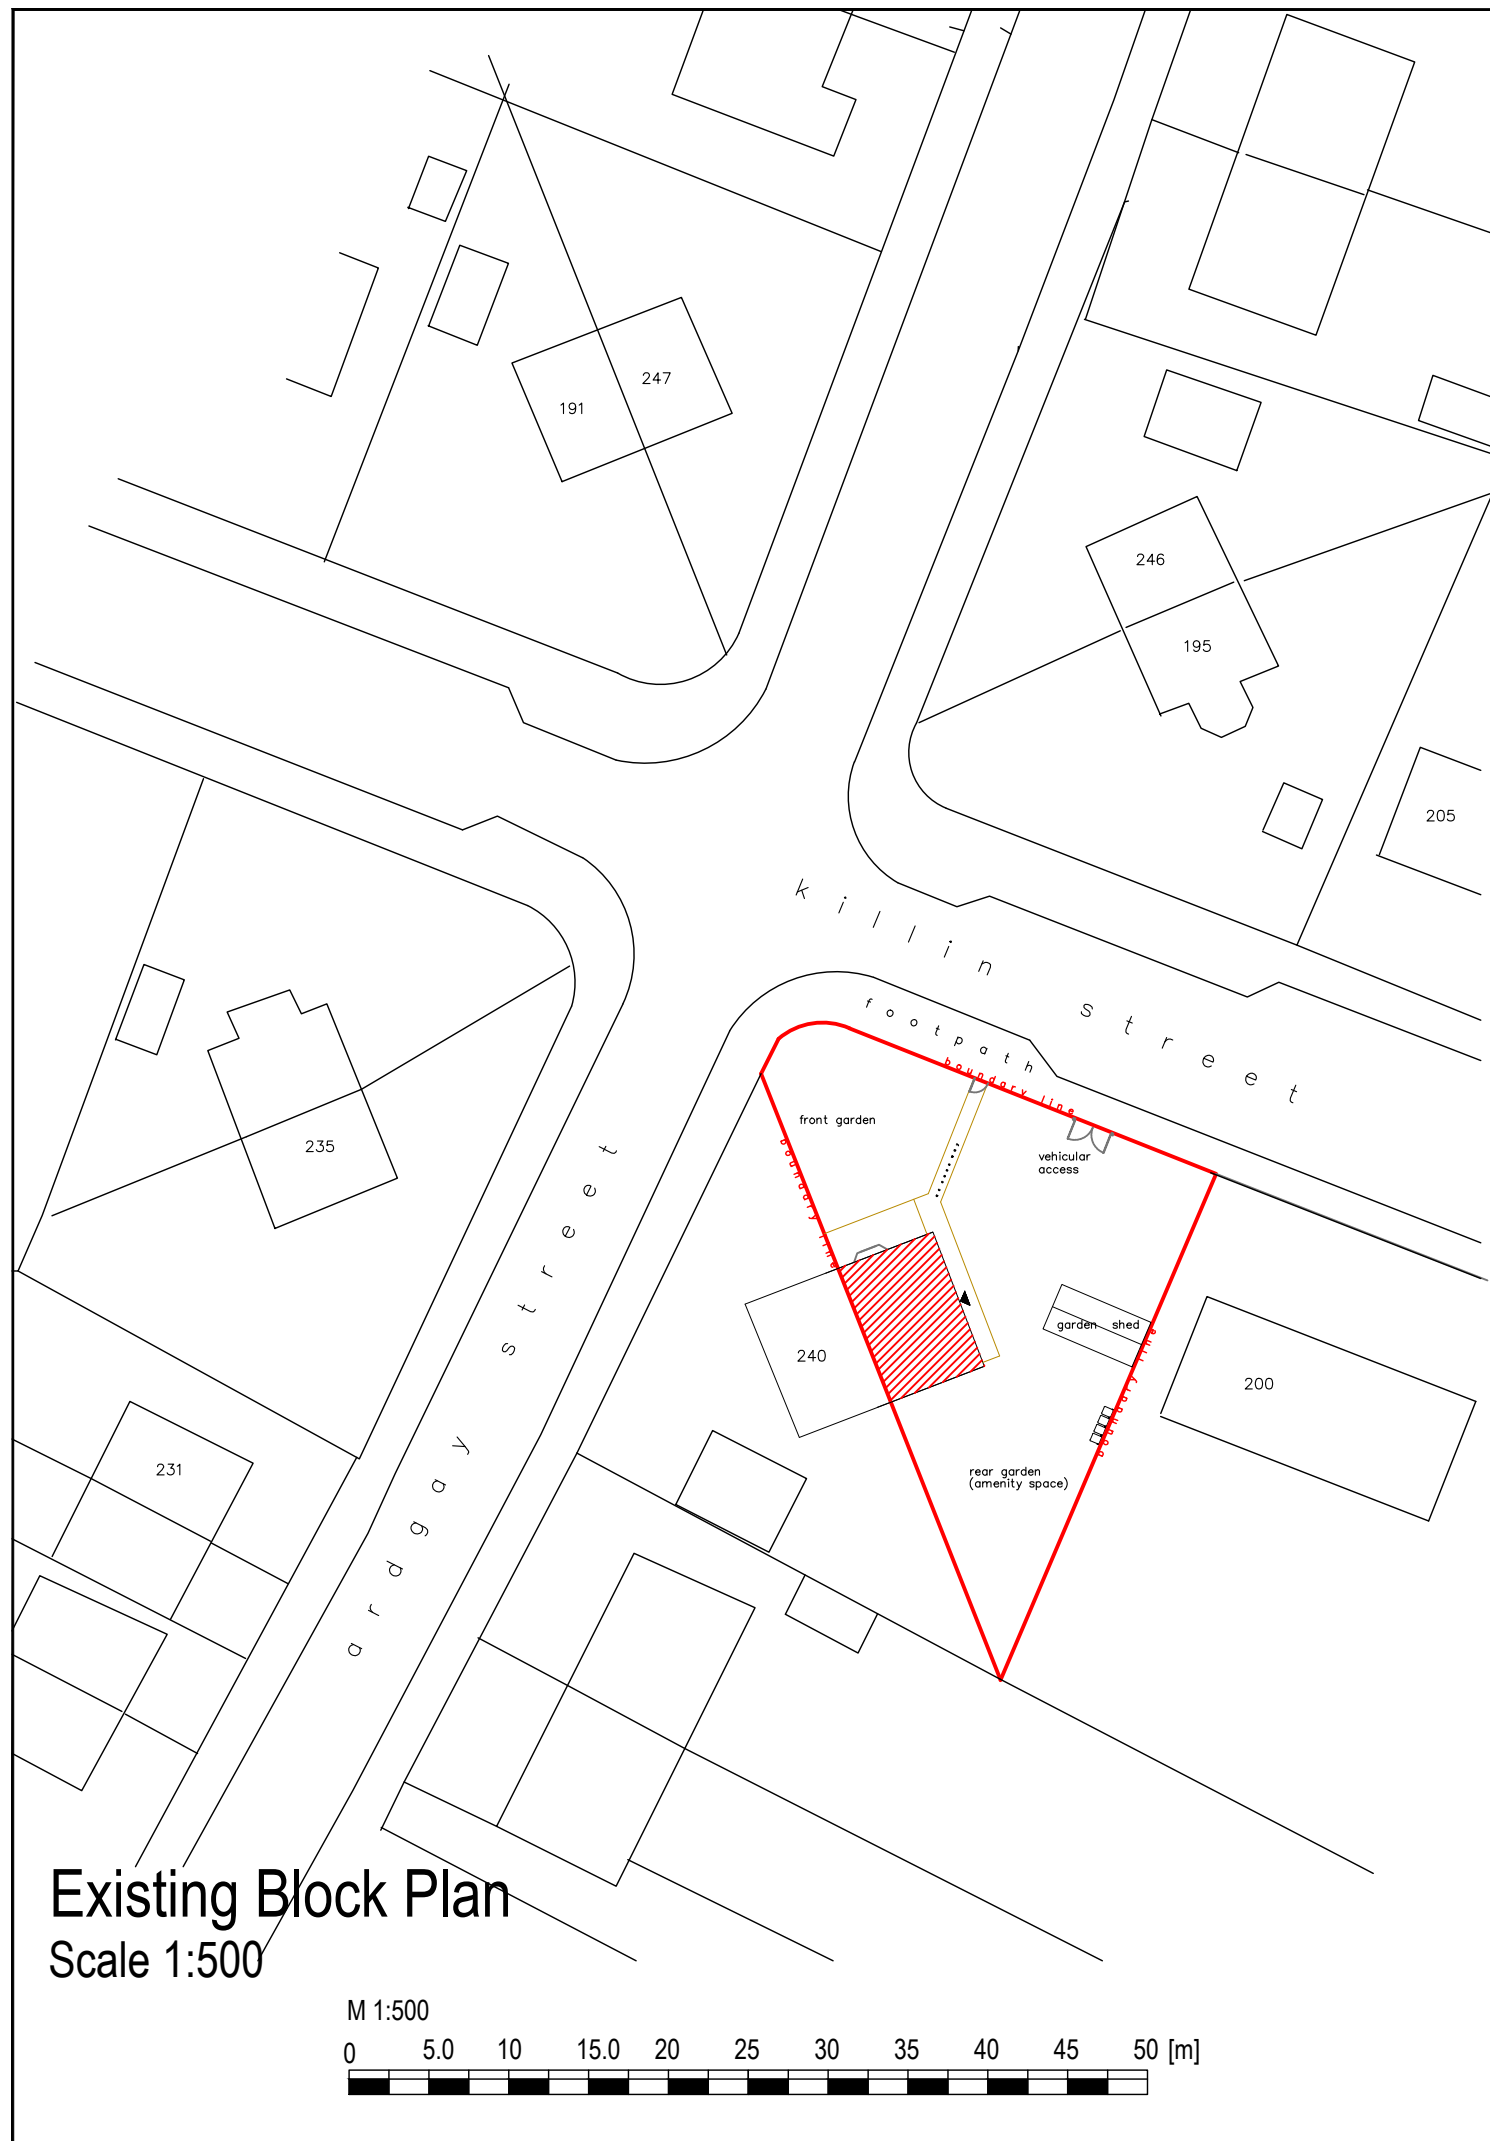 247
191
246
195
205
killin street
footpath
boundary line
front garden
vehicular
access
boundary line
235
ardgay street
garden shed
boundary line
240
200
231
rear garden
(amenity space)
Existing Block Plan
Scale 1:500
M 1:500
0 5.0 10 15.0 20 25 30 35 40 45 50 [m]